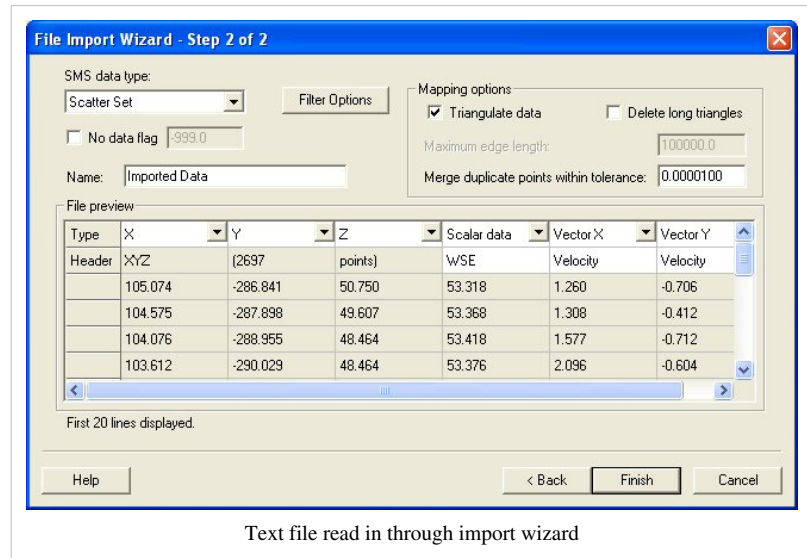 File Import Wizard - Step 2 of 2
SMS data type:
Scatter Set
Filter Options
No data flag -999.0
Name: Imported Data
Mapping options
Triangulate data Delete long triangles
Maximum edge length: 100000.0
Merge duplicate points within tolerance: 0.0000100
File preview
Type X Y Z Scalar data Vector X Vector Y
Header XYZ (2697 points) WSE Velocity Velocity
105.074 -286.841 50.750 53.318 1.260 -0.706
104.575 -287.898 49.607 53.368 1.308 -0.412
104.076 -288.955 48.464 53.418 1.577 -0.712
103.612 -290.029 48.464 53.376 2.096 -0.604
First 20 lines displayed.
Help < Back Finish Cancel
Text file read in through import wizard